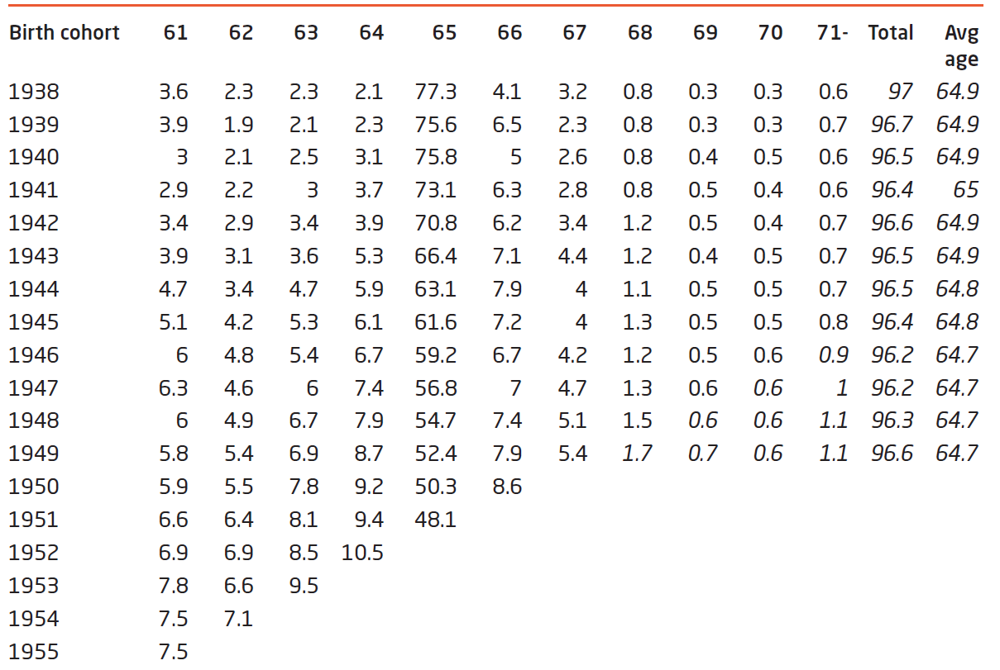 Birth cohort 61 62 63 64 65 66 67 68 69 70 71- Total Avg
age
1938 3.6 2.3 2.3 2.1 77.3 4.1 3.2 0.8 0.3 0.3 0.6 97 64.9
1939 3.9 1.9 2.1 2.3 75.6 6.5 2.3 0.8 0.3 0.3 0.7 96.7 64.9
1940 3 2.1 2.5 3.1 75.8 5 2.6 0.8 0.4 0.5 0.6 96.5 64.9
1941 2.9 2.2 3 3.7 73.1 6.3 2.8 0.8 0.5 0.4 0.6 96.4 65
1942 3.4 2.9 3.4 3.9 70.8 6.2 3.4 1.2 0.5 0.4 0.7 96.6 64.9
1943 3.9 3.1 3.6 5.3 66.4 7.1 4.4 1.2 0.4 0.5 0.7 96.5 64.9
1944 4.7 3.4 4.7 5.9 63.1 7.9 4 1.1 0.5 0.5 0.7 96.5 64.8
1945 5.1 4.2 5.3 6.1 61.6 7.2 4 1.3 0.5 0.5 0.8 96.4 64.8
1946 6 4.8 5.4 6.7 59.2 6.7 4.2 1.2 0.5 0.6 0.9 96.2 64.7
1947 6.3 4.6 6 7.4 56.8 7 4.7 1.3 0.6 0.6 1 96.2 64.7
1948 6 4.9 6.7 7.9 54.7 7.4 5.1 1.5 0.6 0.6 1.1 96.3 64.7
1949 5.8 5.4 6.9 8.7 52.4 7.9 5.4 1.7 0.7 0.6 1.1 96.6 64.7
1950 5.9 5.5 7.8 9.2 50.3 8.6
1951 6.6 6.4 8.1 9.4 48.1
1952 6.9 6.9 8.5 10.5
1953 7.8 6.6 9.5
1954 7.5 7.1
1955 7.5